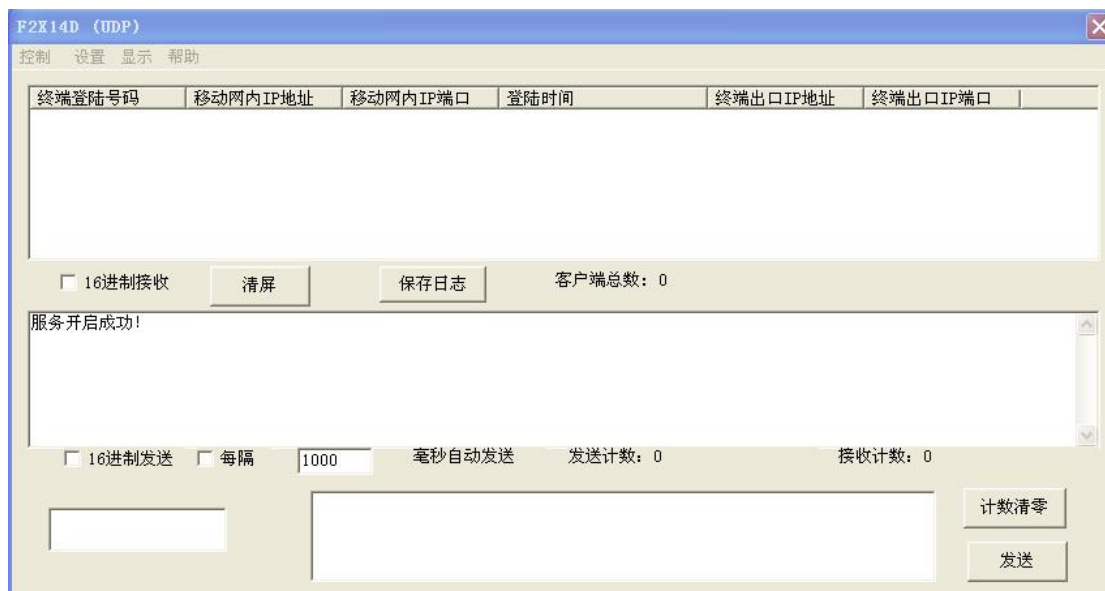 F2X14D (UDP)
控制 设置 显示 帮助
终端登陆号码 移动网内IP地址 移动网内IP端口 登陆时间 终端出口IP地址 终端出口IP端口
16进制接收 清屏 保存日志 客户端总数: 0
服务开启成功!
16进制发送 每隔 1000 毫秒自动发送 发送计数: 0 接收计数: 0
计数清零
发送